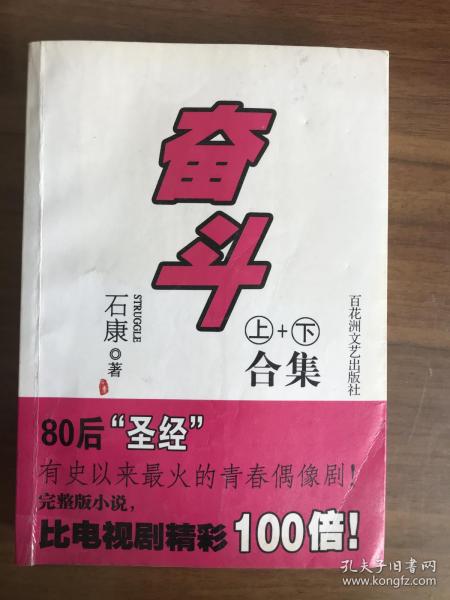 奋斗
STRUGGLE
石康◎著
上+下
合集
百花洲文艺出版社
80后“圣经”
有史以来最火的青春偶像剧!
完整版小说,
比电视剧精彩100倍!
孔夫子旧书网
www.kongfz.com